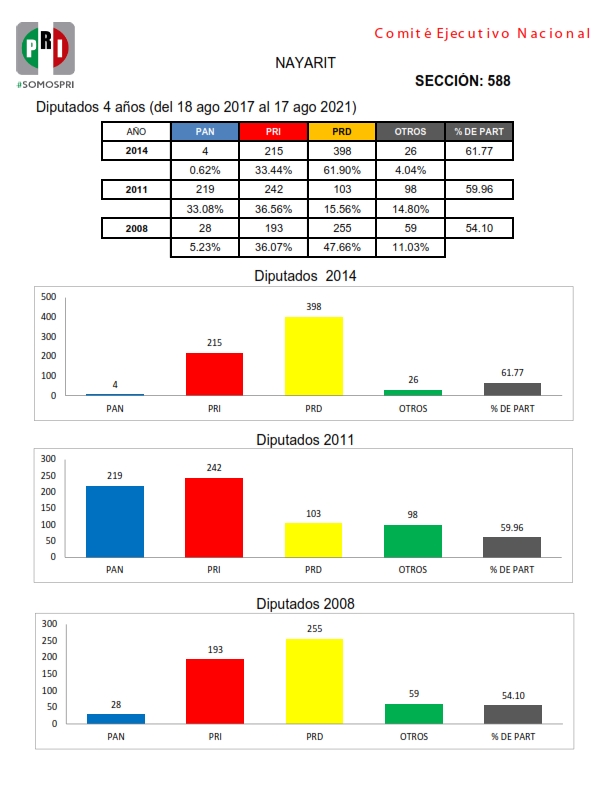 Comité Ejecutivo Nacional
PRI
#SOMOSPRI
NAYARIT
SECCIÓN: 588
Diputados 4 años (del 18 ago 2017 al 17 ago 2021)
AÑO PAN PRI PRD OTROS % DE PART
2014 4 215 398 26 61.77
0.62% 33.44% 61.90% 4.04%
2011 219 242 103 98 59.96
33.08% 36.56% 15.56% 14.80%
2008 28 193 255 59 54.10
5.23% 36.07% 47.66% 11.03%
Diputados 2014
500
400
300
200
100
0
4 215 398 26 61.77
PAN PRI PRD OTROS % DE PART
Diputados 2011
300
250
200
150
100
50
0
219 242 103 98 59.96
PAN PRI PRD OTROS % DE PART
Diputados 2008
300
250
200
150
100
50
0
28 193 255 59 54.10
PAN PRI PRD OTROS % DE PART